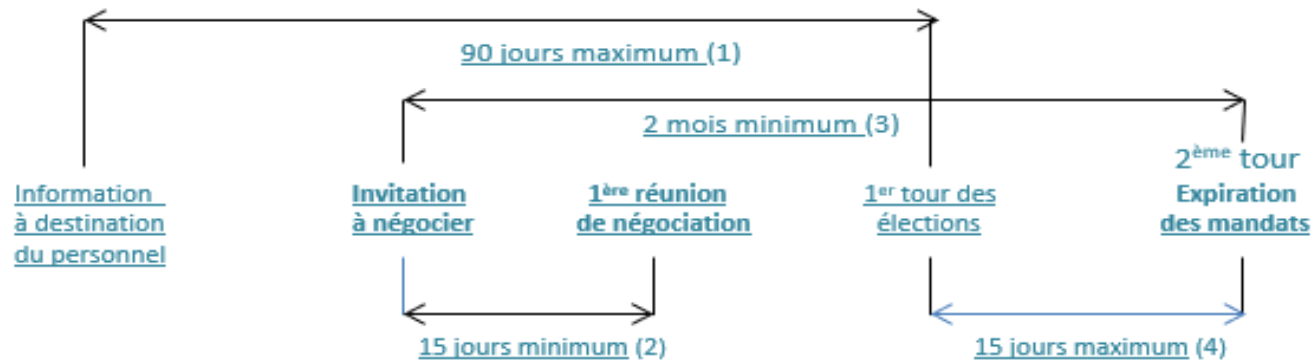 90 jours maximum (1)
2 mois minimum (3)
2ème tour
Information
à destination
du personnel
Invitation
à négocier
1ère réunion
de négociation
1er tour des
élections
Expiration
des mandats
15 jours minimum (2)
15 jours maximum (4)